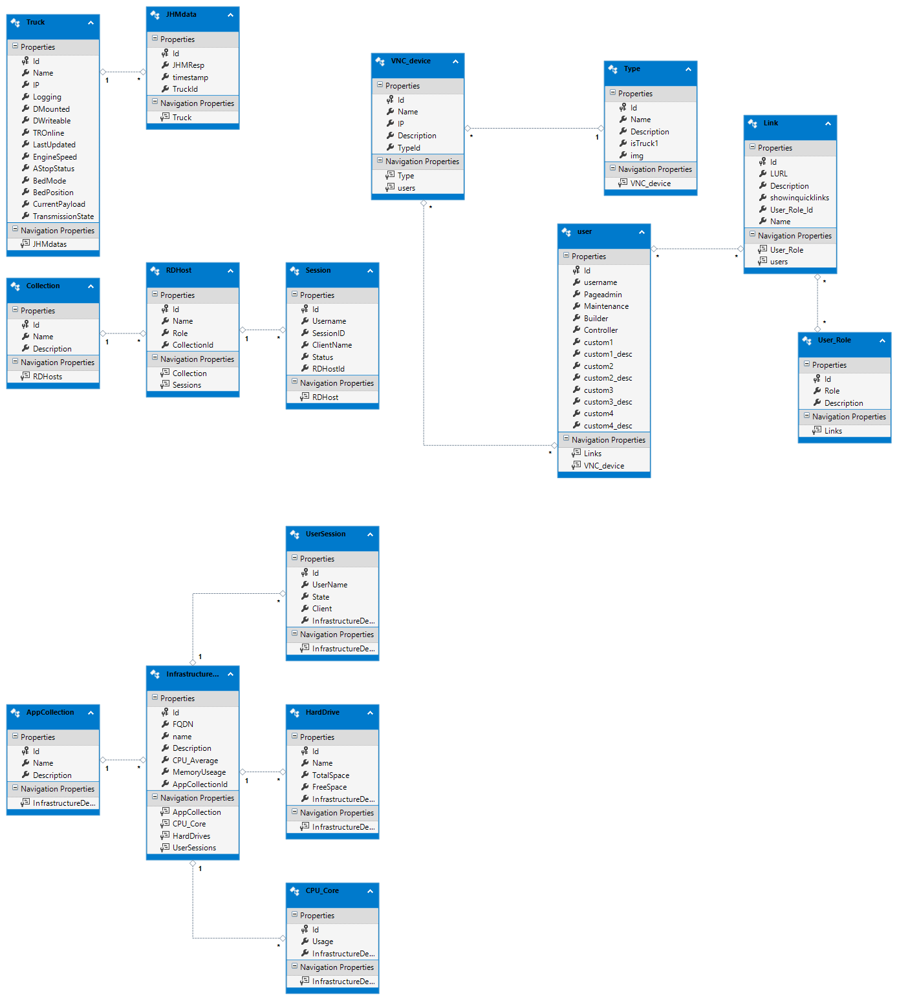 Truck
Properties
Id
Name
IP
Logging
DMounted
DWriteable
TROnline
LastUpdated
EngineSpeed
AStopStatus
BedMode
BedPosition
CurrentPayload
TransmissionState
Navigation Properties
JHMdatas
1
*
JHMdata
Properties
Id
JHMResp
timestamp
TruckId
Navigation Properties
Truck
VNC_device
Properties
Id
Name
IP
Description
TypeId
Navigation Properties
Type
users
*
1
*
*
Type
Properties
Id
Name
Description
isTruck1
img
Navigation Properties
VNC_device
Link
Properties
Id
LURL
Description
showinquicklinks
User_Role_Id
Name
Navigation Properties
User_Role
users
*
*
user
Properties
Id
username
Pageadmin
Maintenance
Builder
Controller
custom1
custom1_desc
custom2
custom2_desc
custom3
custom3_desc
custom4
custom4_desc
Navigation Properties
Links
VNC_device
*
*
User_Role
Properties
Id
Role
Description
Navigation Properties
Links
Collection
Properties
Id
Name
Description
Navigation Properties
RDHosts
1
*
RDHost
Properties
Id
Name
Role
CollectionId
Navigation Properties
Collection
Sessions
1
*
Session
Properties
Id
Username
SessionID
ClientName
Status
RDHostId
Navigation Properties
RDHost
UserSession
Properties
Id
UserName
State
Client
InfrastructureDe...
Navigation Properties
InfrastructureDe...
*
1
AppCollection
Properties
Id
Name
Description
Navigation Properties
InfrastructureDe...
1
*
Infrastructure...
Properties
Id
FQDN
name
Description
CPU_Average
MemoryUseage
AppCollectionId
Navigation Properties
AppCollection
CPU_Core
HardDrives
UserSessions
1
*
HardDrive
Properties
Id
Name
TotalSpace
FreeSpace
InfrastructureDe...
Navigation Properties
InfrastructureDe...
1
*
CPU_Core
Properties
Id
Usage
InfrastructureDe...
Navigation Properties
InfrastructureDe...